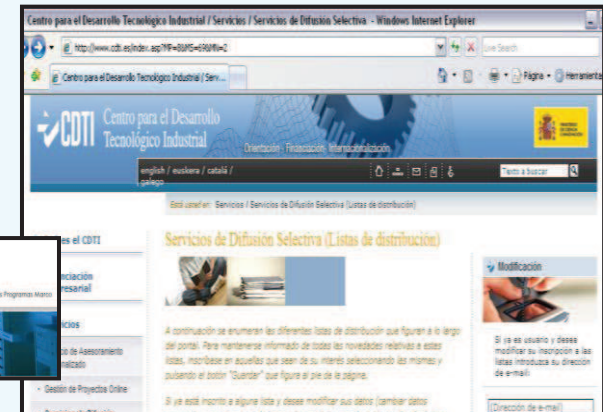 Centro para el Desarrollo Tecnológico Industrial / Servicios / Servicios de Difusión Selectiva - Windows Internet Explorer
Live Search
Centro para el Desarrollo Tecnológico Industrial / Serv...
Página
Herramienta
CDTI Centro para el Desarrollo
Tecnológico Industrial
Orientación · Financiación · Internacionalización
english / euskera / català /
galego
Texto a buscar
Está usted en: Servicios / Servicios de Difusión Selectiva (Listas de distribución)
es el CDTI
Servicios de Difusión Selectiva (Listas de distribución)
Modificación
nciación
resarial
s Programas Marco
icios
io de Asesoramiento
nalizado
- Gestión de Proyectos Online
A continuación se enumeran las diferentes listas de distribución que figuran a lo largo
del portal. Para mantenerse informado de todas las novedades relativas a estas
listas, inscríbase en aquellas que sean de su interés seleccionando las mismas y
pulsando el botón "Guardar" que figura al pie de la página.
Si ya está inscrito a alguna lista y desea modificar sus datos (cambiar datos
Si ya es usuario y desea
modificar su inscripción a las
listas introduzca su dirección
de e-mail:
(Dirección de e-mail)